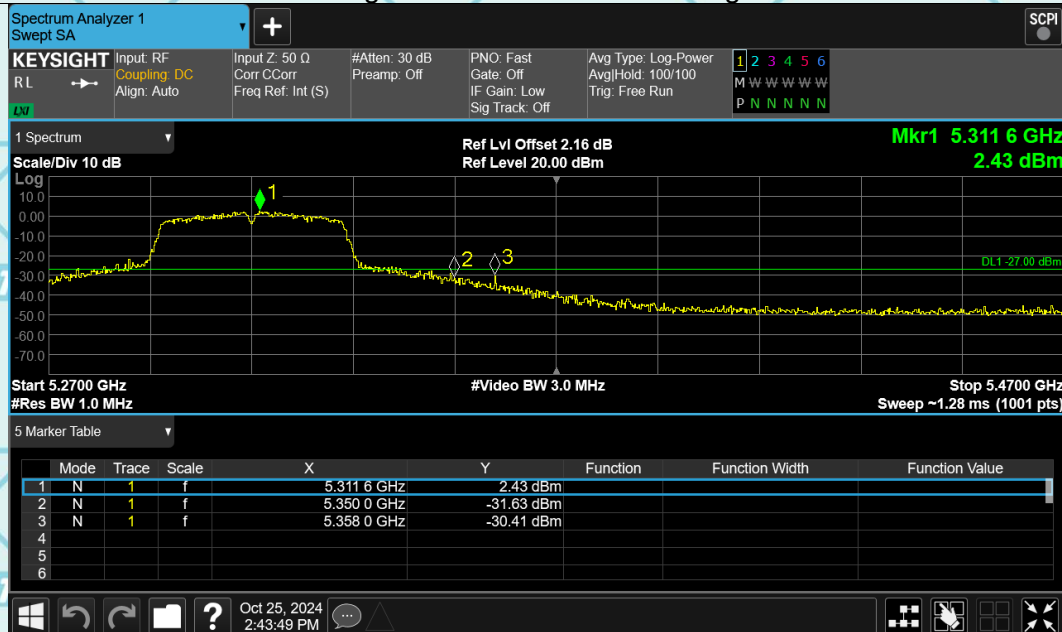 Spectrum Analyzer 1
Swept SA
+
SCPI
KEYSIGHT
RL
LXI
Input: RF
Coupling: DC
Align: Auto
Input Z: 50 Ω
Corr CCorr
Freq Ref: Int (S)
#Atten: 30 dB
Preamp: Off
PNO: Fast
Gate: Off
IF Gain: Low
Sig Track: Off
Avg Type: Log-Power
Avg|Hold: 100/100
Trig: Free Run
1 2 3 4 5 6
M W W W W W
P N N N N N
1 Spectrum
Scale/Div 10 dB
Ref Lvl Offset 2.16 dB
Ref Level 20.00 dBm
Mkr1 5.311 6 GHz
2.43 dBm
Log
10.0
0.00
-10.0
-20.0
-30.0
-40.0
-50.0
-60.0
-70.0
1
2
3
DL1 -27.00 dBm
Start 5.2700 GHz
#Res BW 1.0 MHz
#Video BW 3.0 MHz
Stop 5.4700 GHz
Sweep ~1.28 ms (1001 pts)
5 Marker Table
Mode Trace Scale X Y Function Function Width Function Value
1 N 1 f 5.311 6 GHz 2.43 dBm
2 N 1 f 5.350 0 GHz -31.63 dBm
3 N 1 f 5.358 0 GHz -30.41 dBm
4
5
6
?
Oct 25, 2024
2:43:49 PM